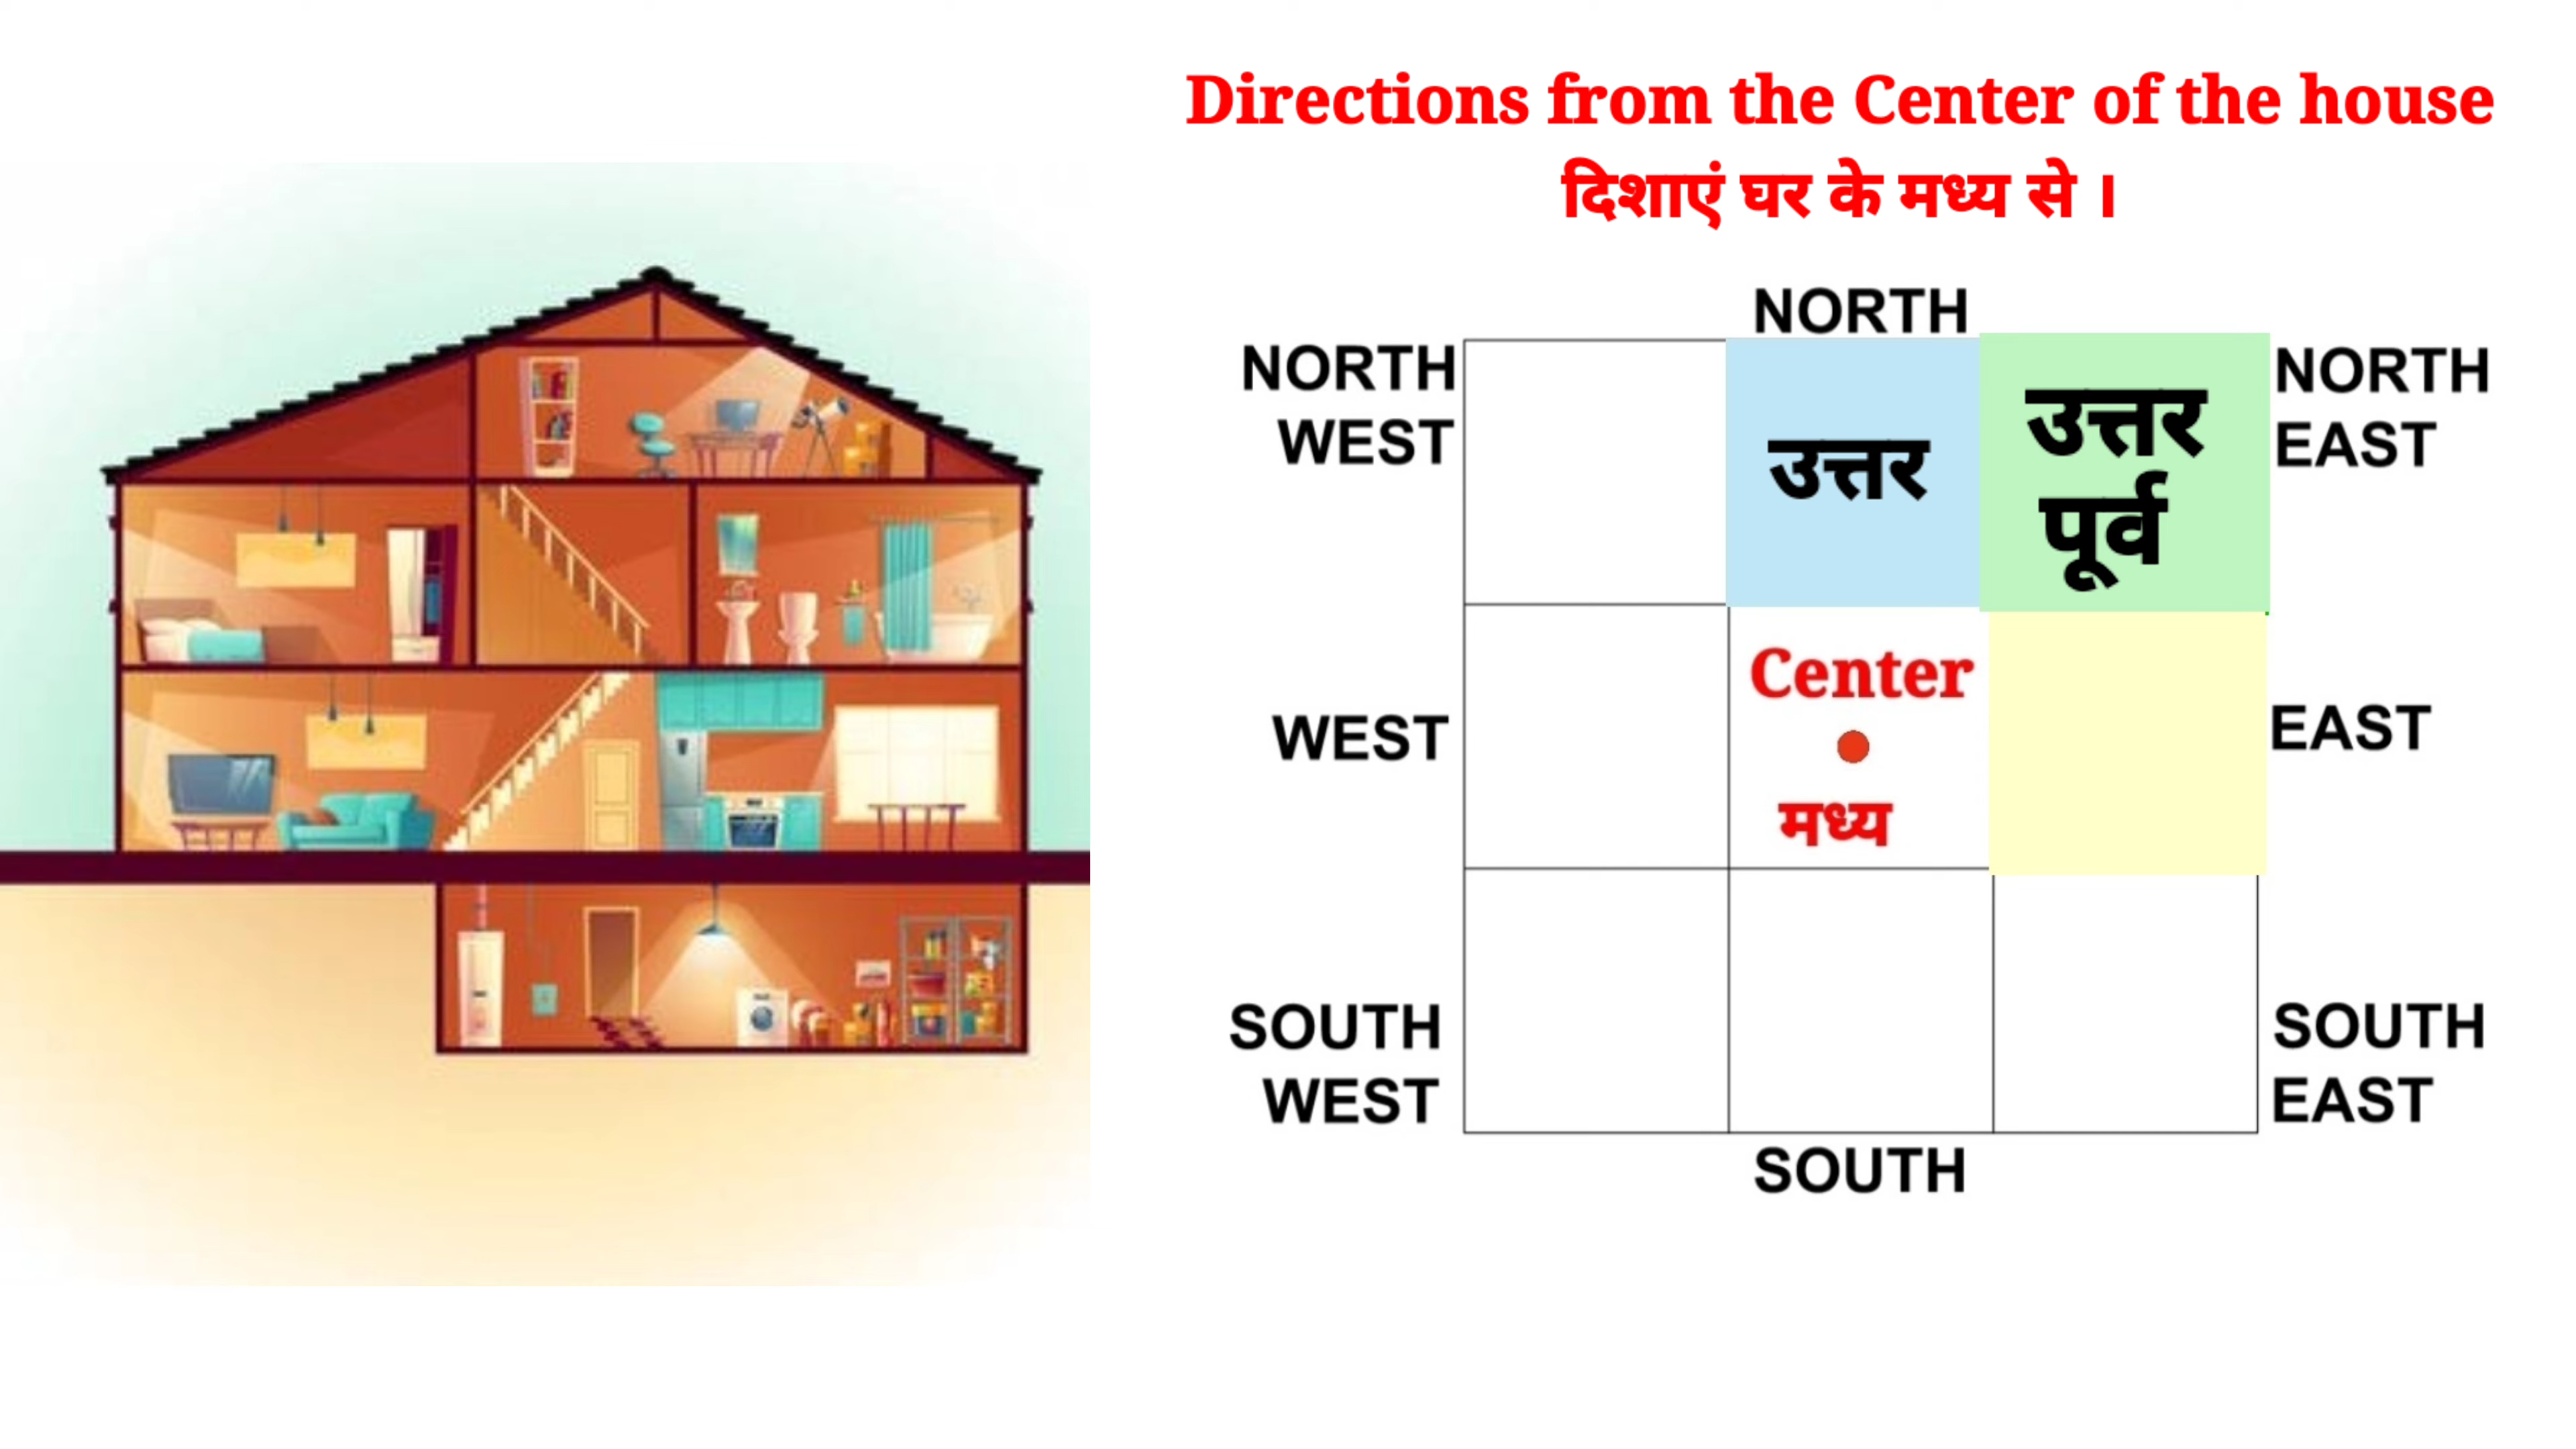 Directions from the Center of the house
दिशाएं घर के मध्य से ।
NORTH
NORTH
WEST
उत्तर
उत्तर
पूर्व
NORTH
EAST
WEST
Center
मध्य
EAST
SOUTH
WEST
SOUTH
EAST
SOUTH